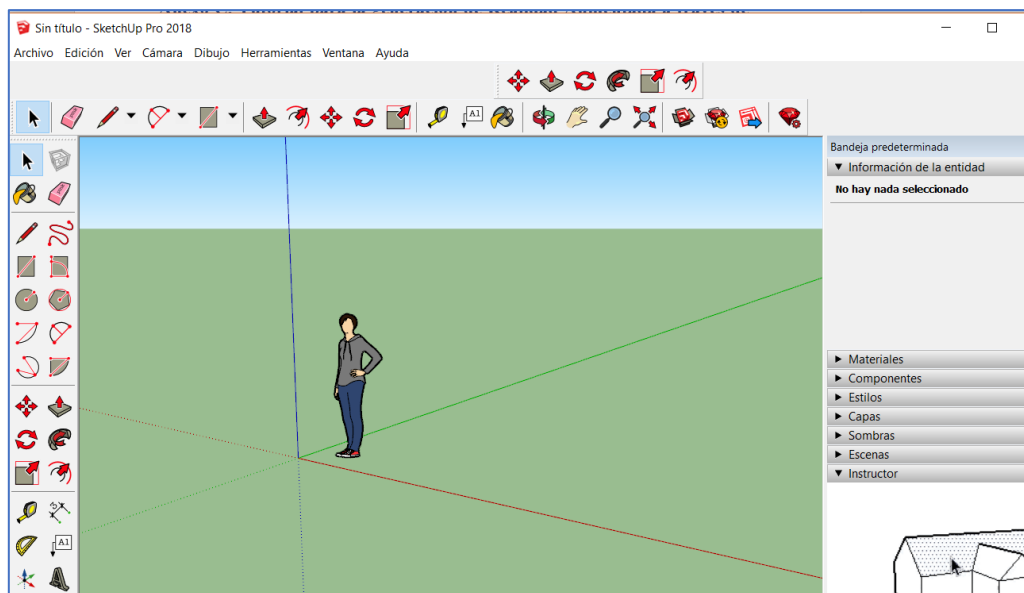 Sin título - SketchUp Pro 2018
Archivo Edición Ver Cámara Dibujo Herramientas Ventana Ayuda
A1
Bandeja predeterminada
Información de la entidad
No hay nada seleccionado
Materiales
Componentes
Estilos
Capas
Sombras
Escenas
Instructor
A1